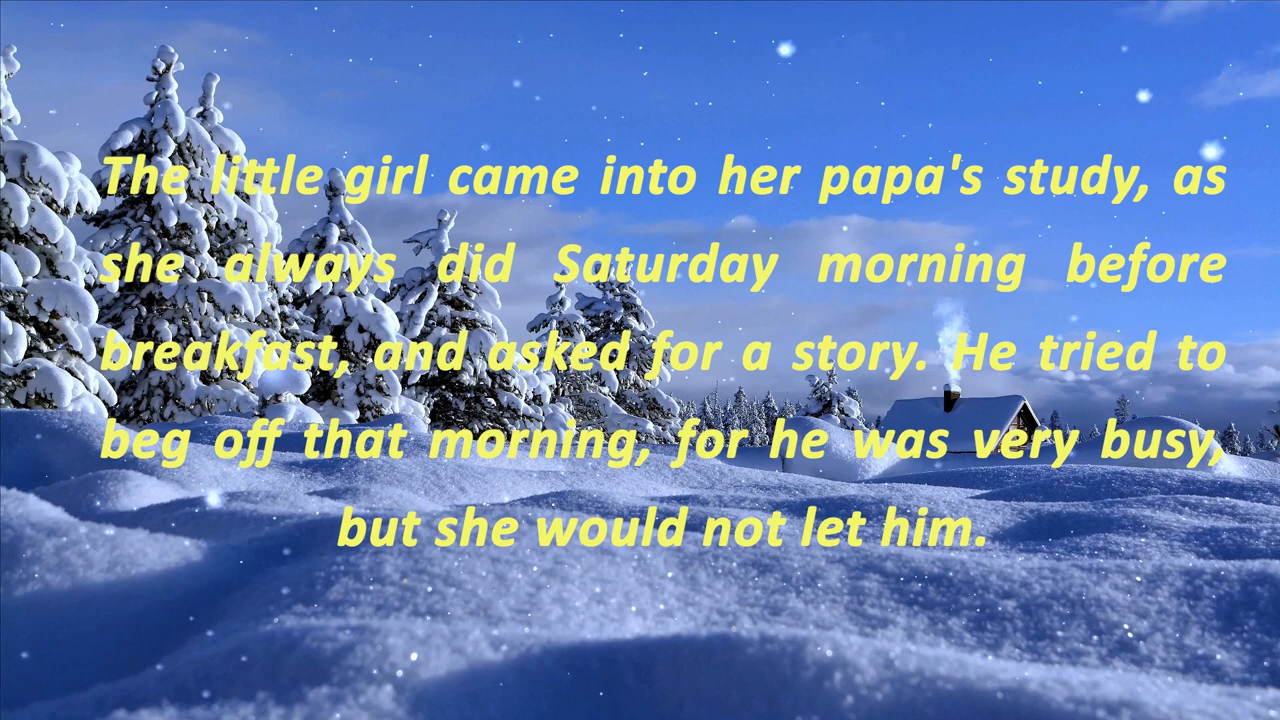 The little girl came into her papa's study, as
she always did Saturday morning before
breakfast, and asked for a story. He tried to
beg off that morning, for he was very busy,
but she would not let him.